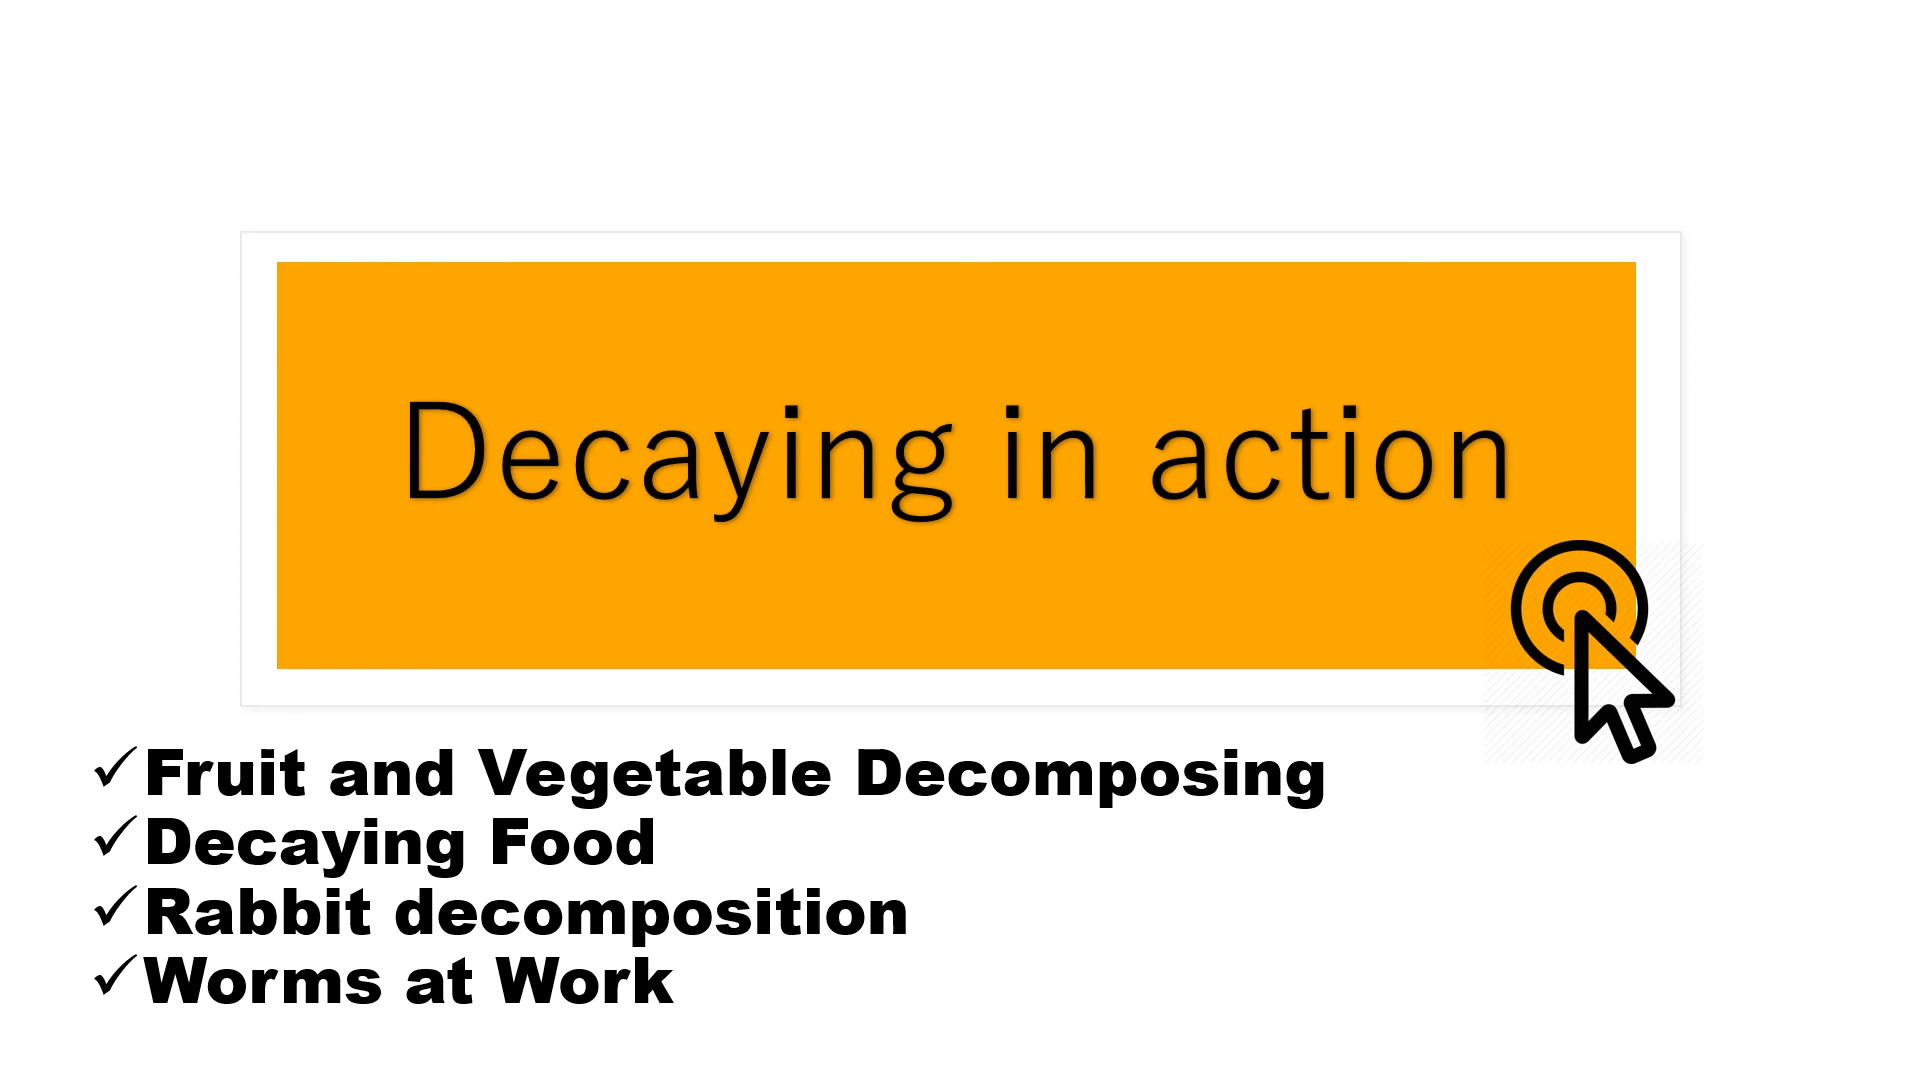 Decaying in action
✓Fruit and Vegetable Decomposing
✓Decaying Food
✓Rabbit decomposition
✓Worms at Work